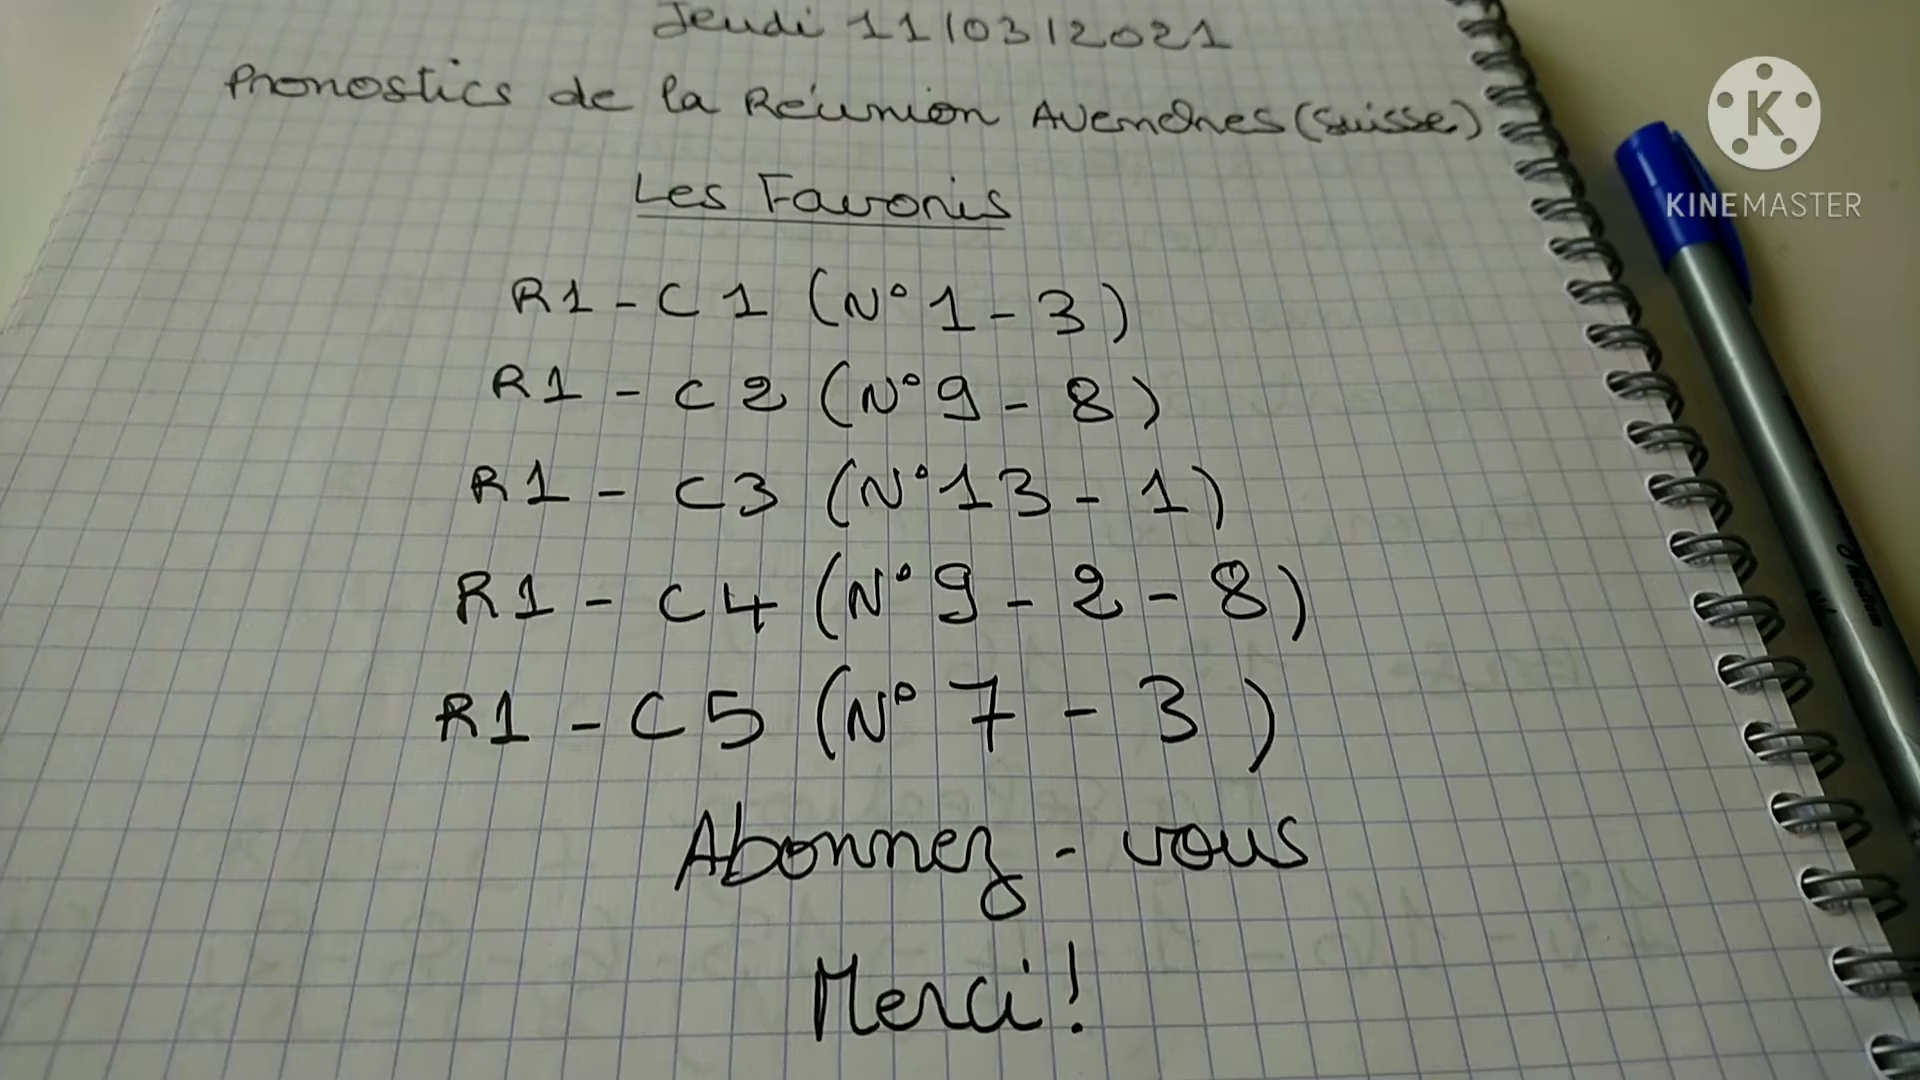 Jeudi 11/03/2021
Pronostics de la Réunion Avenches (Suisse)
Les Favoris
R1 - C1 (N° 1 - 3)
R1 - C2 (N° 9 - 8)
R1 - C3 (N° 13 - 1)
R1 - C4 (N° 9 - 2 - 8)
R1 - C5 (N° 7 - 3)
Abonnez - vous
Merci !
KINEMASTER